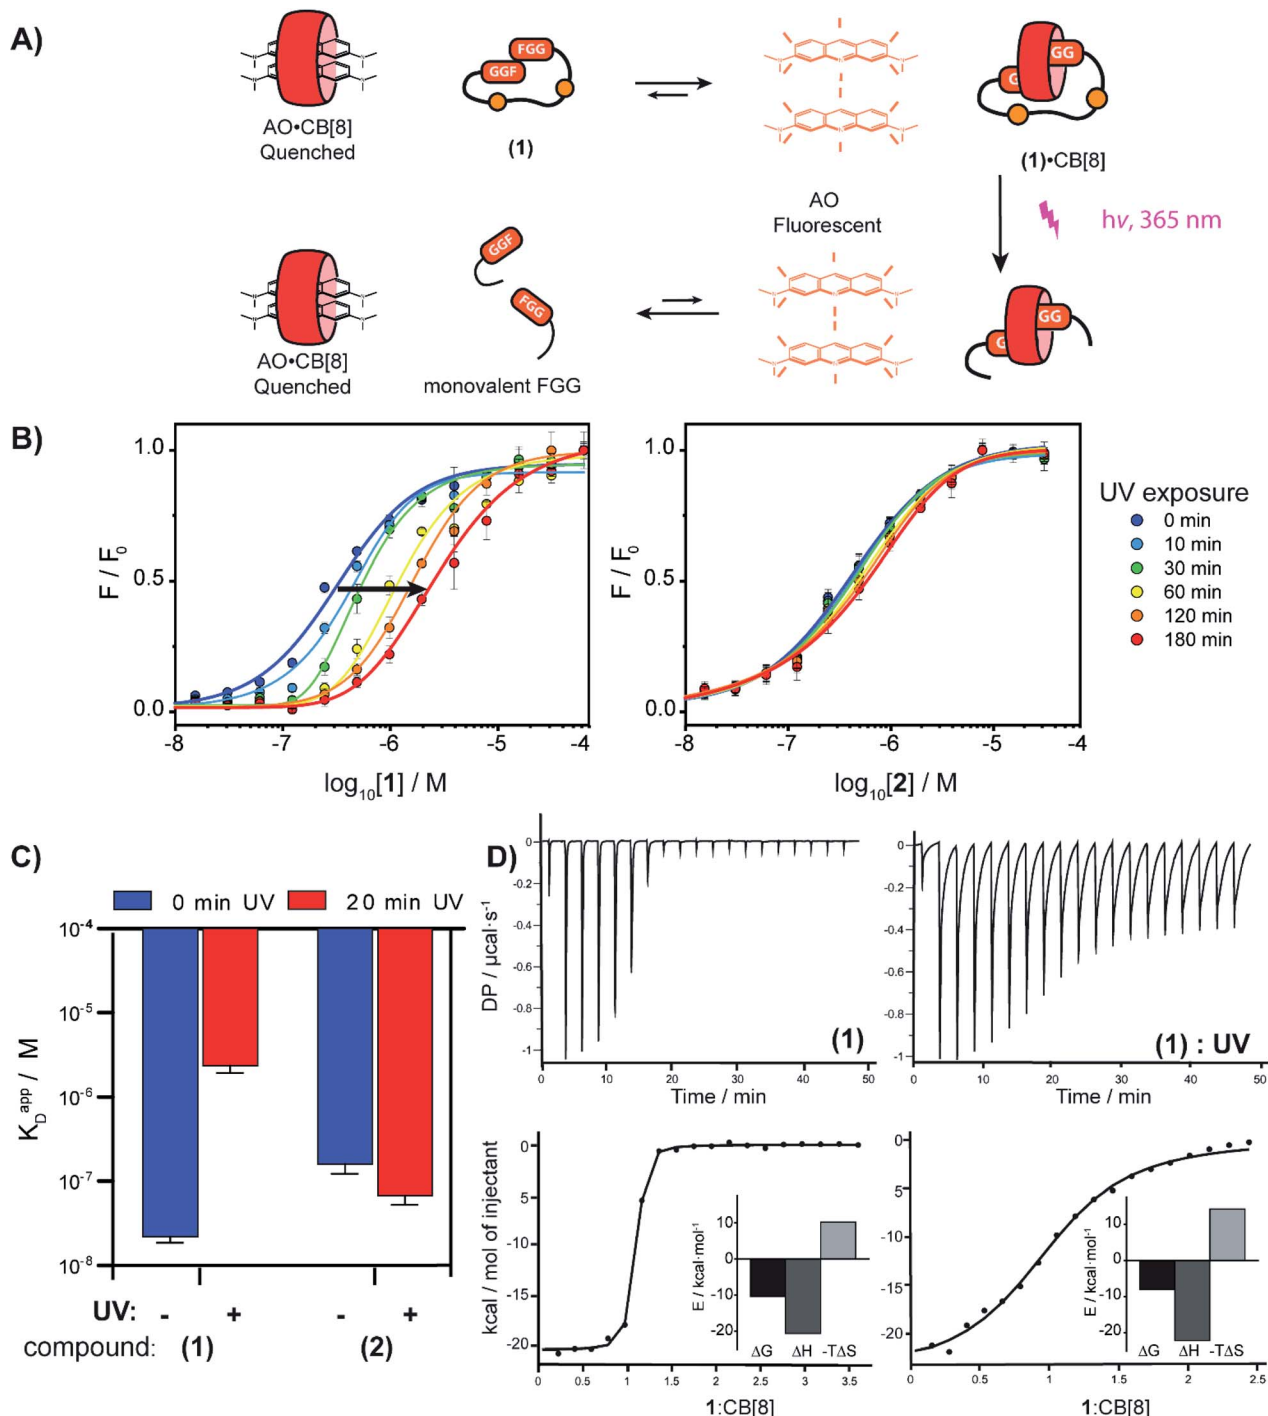 A)
FGG
GGF
GG
G
AO•CB[8]
Quenched
(1)
(1)•CB[8]
AO
Fluorescent
hν, 365 nm
GGF
FGG
GG
G
AO•CB[8]
Quenched
monovalent FGG
B)
F / F0
1.0
0.5
0.0
-8 -7 -6 -5 -4
log10[1] / M
F / F0
1.0
0.5
0.0
-8 -7 -6 -5 -4
log10[2] / M
UV exposure
0 min
10 min
30 min
60 min
120 min
180 min
C)
0 min UV 20 min UV
KD app / M
10-4
10-5
10-6
10-7
10-8
UV: - + - +
compound: (1) (2)
D)
DP / µcal·s-1
0
-0.2
-0.4
-0.6
-0.8
-1
0 10 20 30 40 50
Time / min
(1)
0
-0.2
-0.4
-0.6
-0.8
-1
0 10 20 30 40 50
Time / min
(1) : UV
kcal / mol of injectant
0
5
-10
-15
-20
0 0.5 1 1.5 2 2.5 3 3.5
1:CB[8]
E / kcal·mol-1
10
0
-10
-20
ΔG ΔH -TΔS
0
-5
-10
-15
-20
0 0.5 1 1.5 2 2.5
1:CB[8]
E / kcal·mol-1
10
0
-10
-20
ΔG ΔH -TΔS